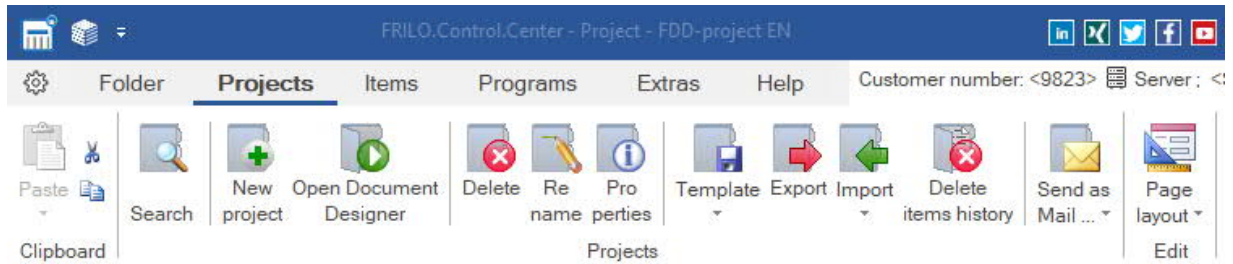 FRILO.Control.Center - Project - FDD-project EN
Folder Projects Items Programs Extras Help Customer number: <9823> Server ; <
Paste Search New project Open Document Designer Delete Re name Pro perties Template Export Import Delete items history Send as Mail ... Page layout
Clipboard Projects Edit